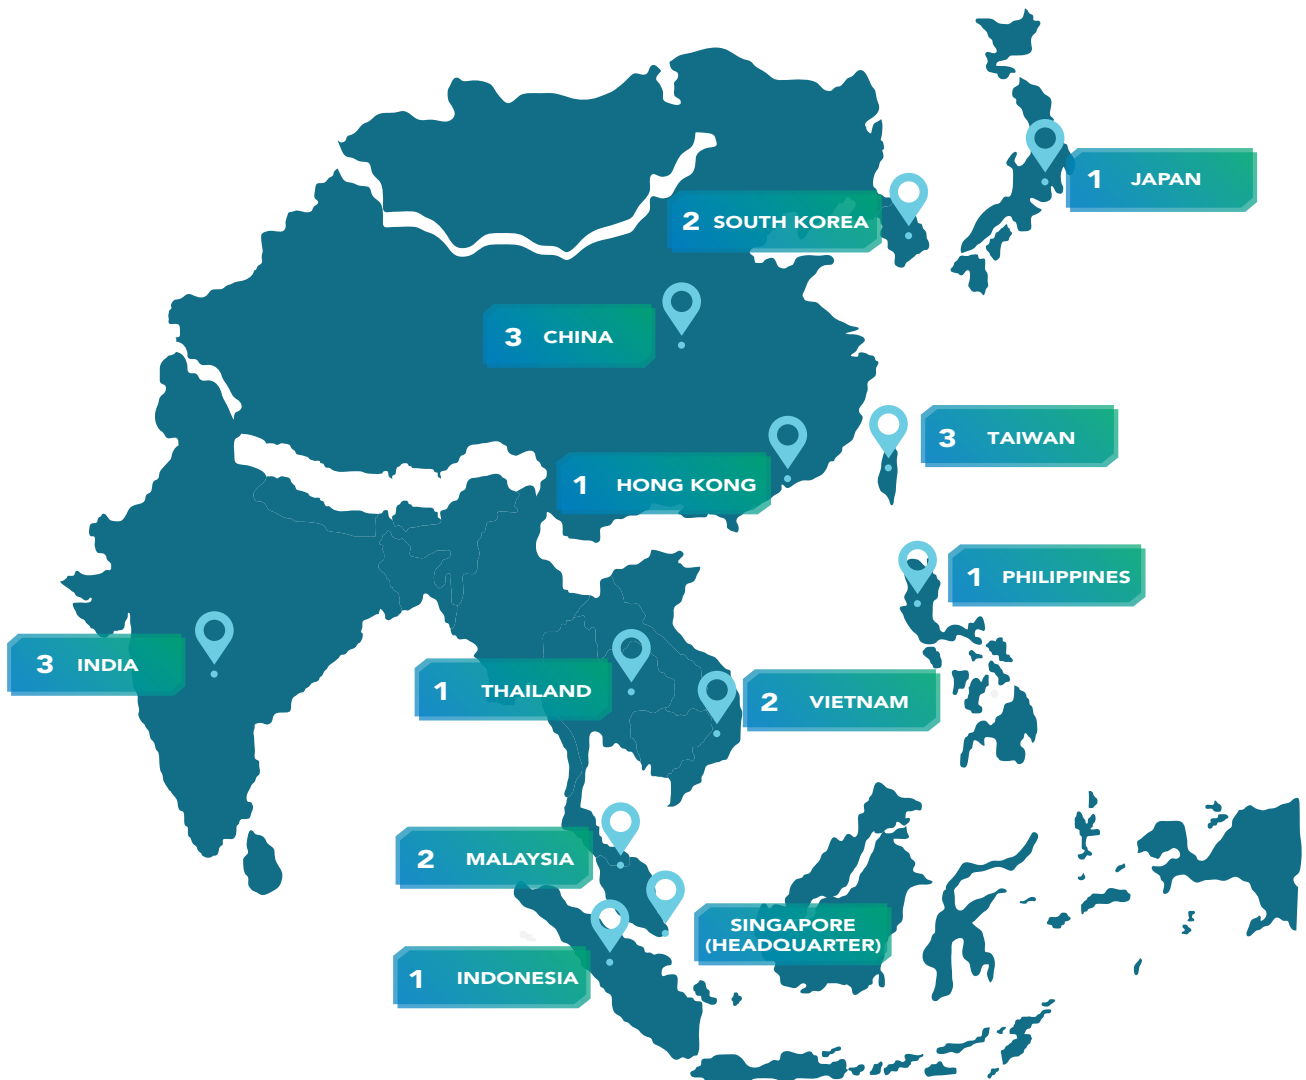 1 JAPAN
2 SOUTH KOREA
3 CHINA
3 TAIWAN
1 HONG KONG
1 PHILIPPINES
3 INDIA
1 THAILAND
2 VIETNAM
2 MALAYSIA
SINGAPORE
(HEADQUARTER)
1 INDONESIA